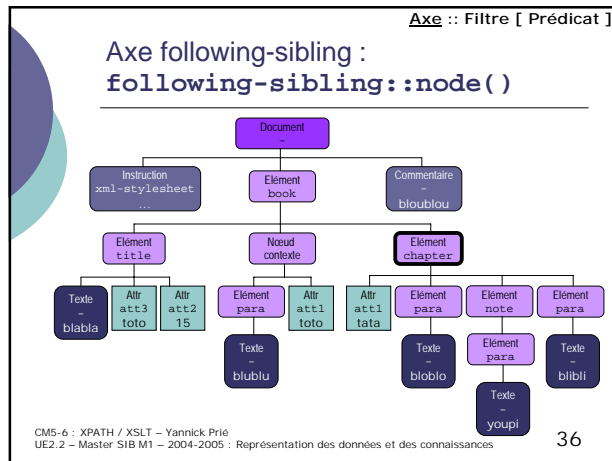 Axe :: Filtre [ Prédicat ]
Axe following-sibling :
following-sibling::node()
Document
–
Instruction
xml-stylesheet
...
Elément
book
Commentaire
–
bloublou
Elément
title
Nœud
contexte
Elément
chapter
Texte
–
blabla
Attr
att3
toto
Attr
att2
15
Elément
para
Attr
att1
toto
Attr
att1
tata
Elément
para
Elément
note
Elément
para
Texte
–
blublu
Texte
–
bloblo
Elément
para
Texte
–
blibli
Texte
–
youpi
CM5-6 : XPATH / XSLT – Yannick Prié
UE2.2 – Master SIB M1 – 2004-2005 : Représentation des données et des connaissances
36